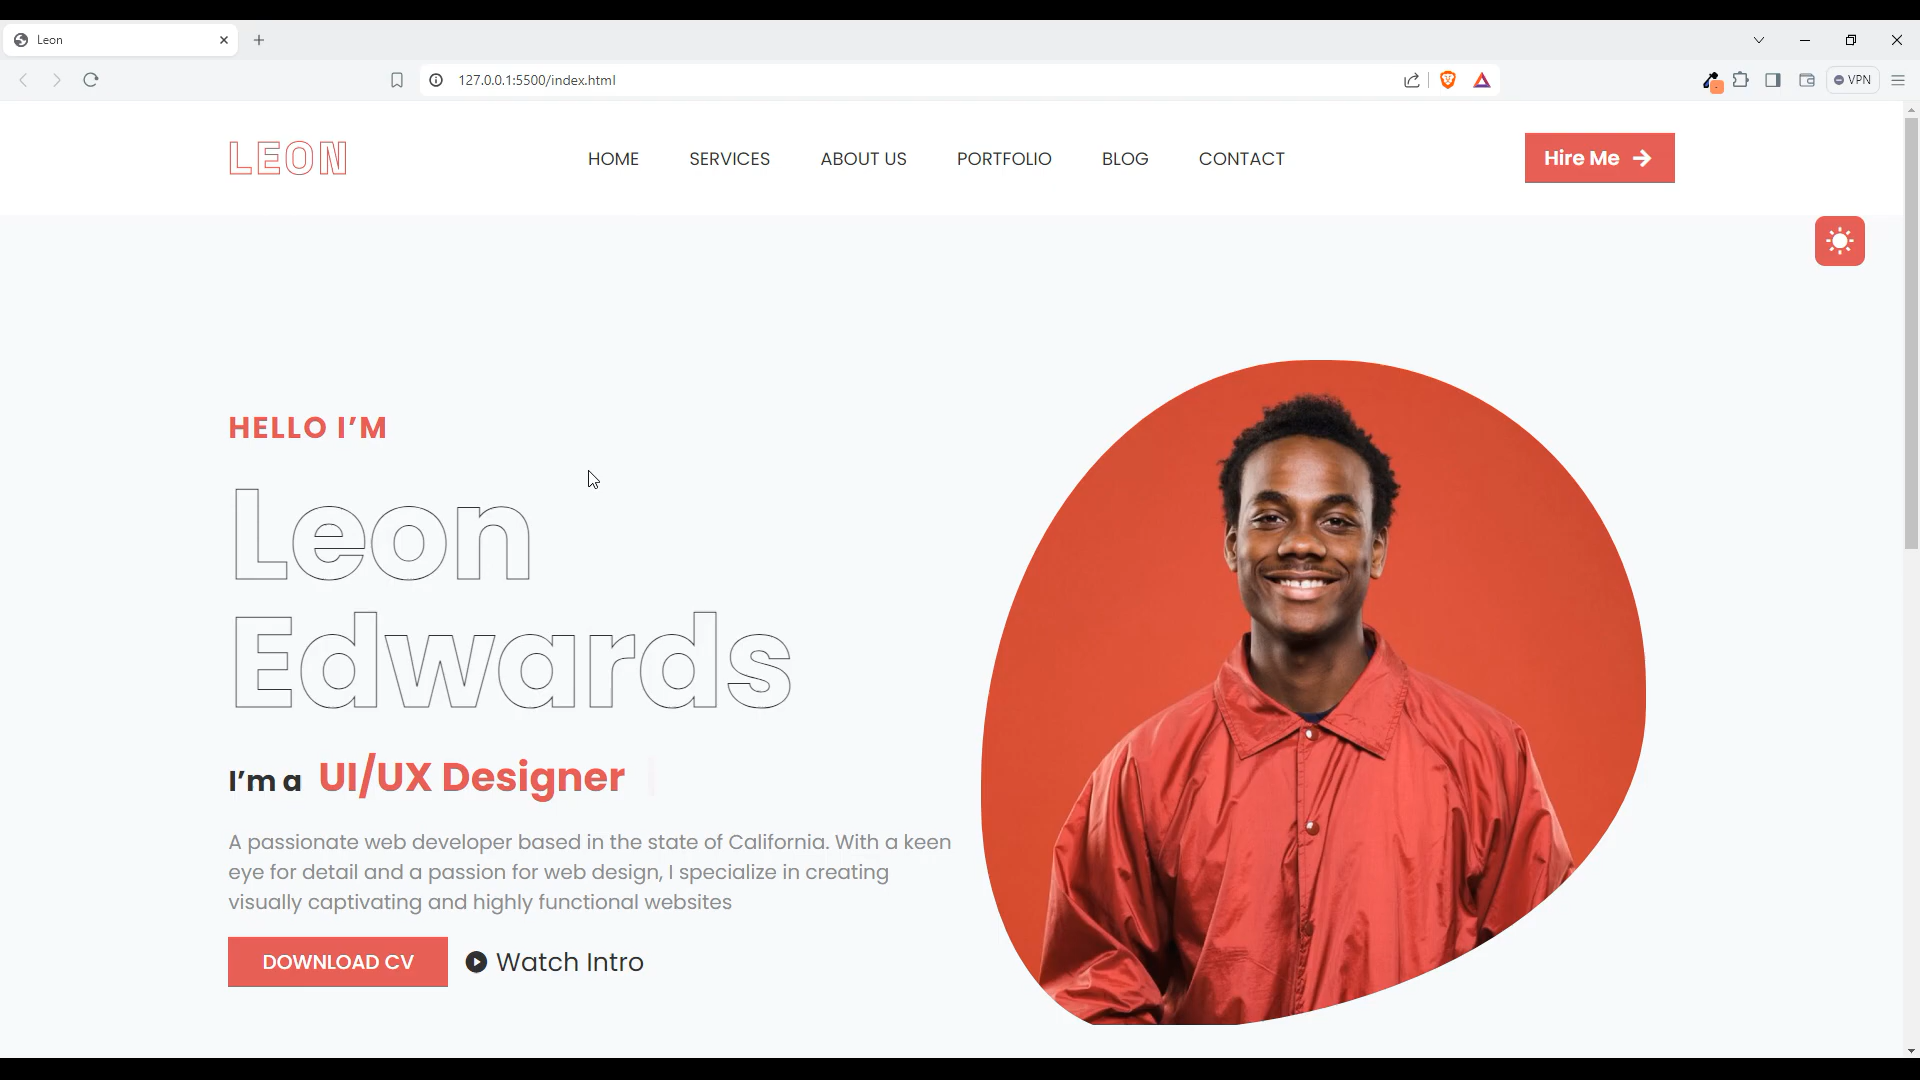 Leon
127.0.0.1:5500/index.html
VPN
LEON
HOME SERVICES ABOUT US PORTFOLIO BLOG CONTACT
Hire Me
HELLO I’M
Leon
Edwards
I’m a UI/UX Designer
A passionate web developer based in the state of California. With a keen
eye for detail and a passion for web design, I specialize in creating
visually captivating and highly functional websites
DOWNLOAD CV
Watch Intro